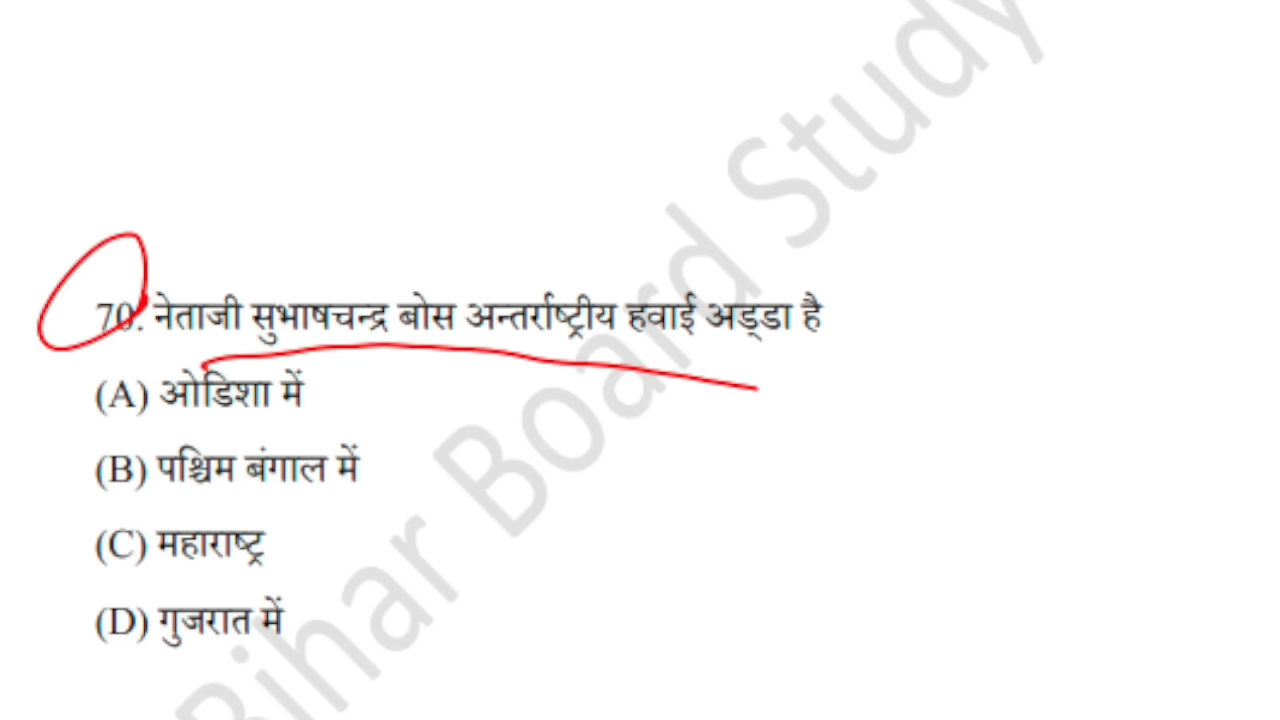 70. नेताजी सुभाषचन्द्र बोस अन्तर्राष्ट्रीय हवाई अड्डा है
(A) ओडिशा में
(B) पश्चिम बंगाल में
(C) महाराष्ट्र
(D) गुजरात में
Bihar Board Study